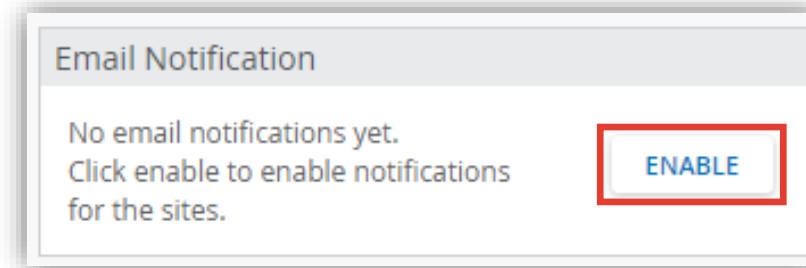 Email Notification
No email notifications yet.
Click enable to enable notifications
for the sites.
ENABLE